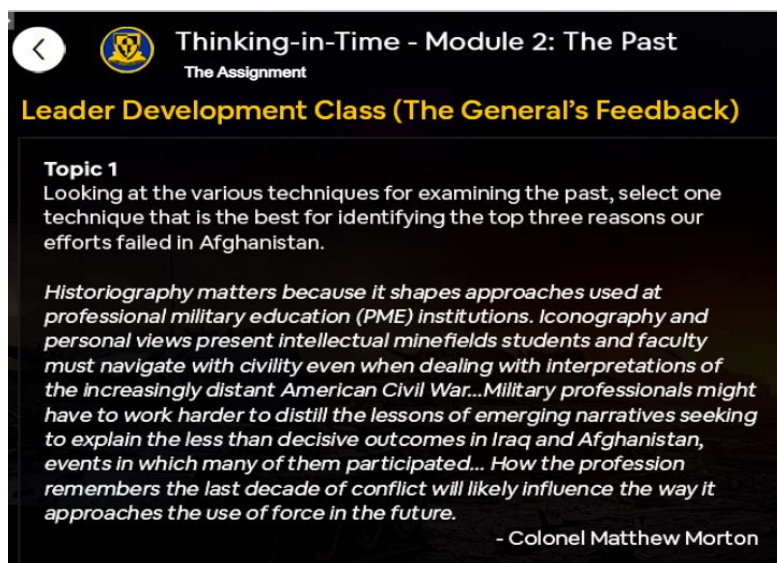 Thinking-in-Time - Module 2: The Past
The Assignment
Leader Development Class (The General's Feedback)
Topic 1
Looking at the various techniques for examining the past, select one
technique that is the best for identifying the top three reasons our
efforts failed in Afghanistan.
Historiography matters because it shapes approaches used at
professional military education (PME) institutions. Iconography and
personal views present intellectual minefields students and faculty
must navigate with civility even when dealing with interpretations of
the increasingly distant American Civil War...Military professionals might
have to work harder to distill the lessons of emerging narratives seeking
to explain the less than decisive outcomes in Iraq and Afghanistan,
events in which many of them participated... How the profession
remembers the last decade of conflict will likely influence the way it
approaches the use of force in the future.
- Colonel Matthew Morton